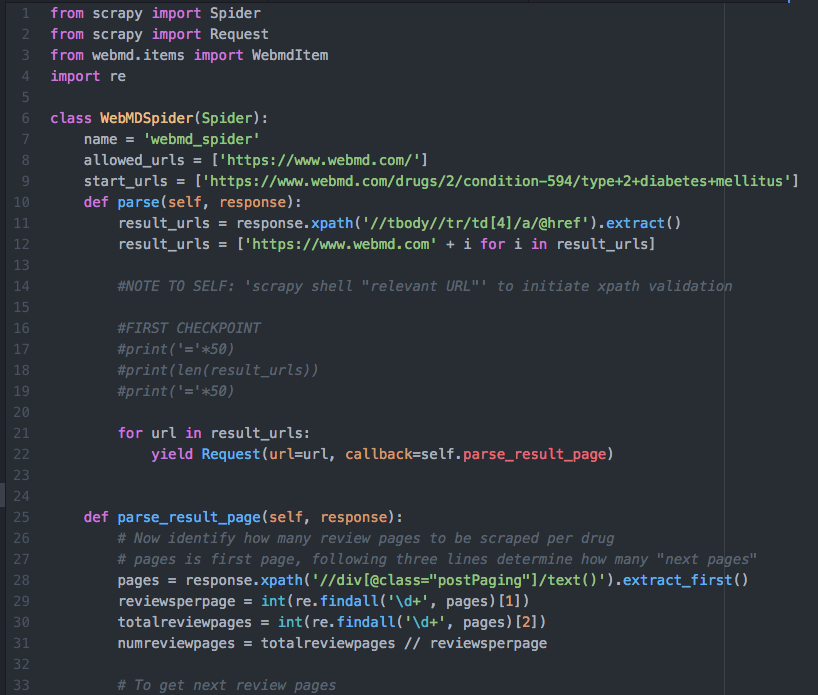 1 from scrapy import Spider
2 from scrapy import Request
3 from webmd.items import WebmdItem
4 import re
5
6 class WebMDSpider(Spider):
7     name = 'webmd_spider'
8     allowed_urls = ['https://www.webmd.com/']
9     start_urls = ['https://www.webmd.com/drugs/2/condition-594/type+2+diabetes+mellitus']
10     def parse(self, response):
11         result_urls = response.xpath('//tbody//tr/td[4]/a/@href').extract()
12         result_urls = ['https://www.webmd.com' + i for i in result_urls]
13
14         #NOTE TO SELF: 'scrapy shell "relevant URL"' to initiate xpath validation
15
16         #FIRST CHECKPOINT
17         #print('='*50)
18         #print(len(result_urls))
19         #print('='*50)
20
21         for url in result_urls:
22             yield Request(url=url, callback=self.parse_result_page)
23
24
25     def parse_result_page(self, response):
26         # Now identify how many review pages to be scraped per drug
27         # pages is first page, following three lines determine how many "next pages"
28         pages = response.xpath('//div[@class="postPaging"]/text()').extract_first()
29         reviewsperpage = int(re.findall('\d+', pages)[1])
30         totalreviewpages = int(re.findall('\d+', pages)[2])
31         numreviewpages = totalreviewpages // reviewsperpage
32
33         # To get next review pages